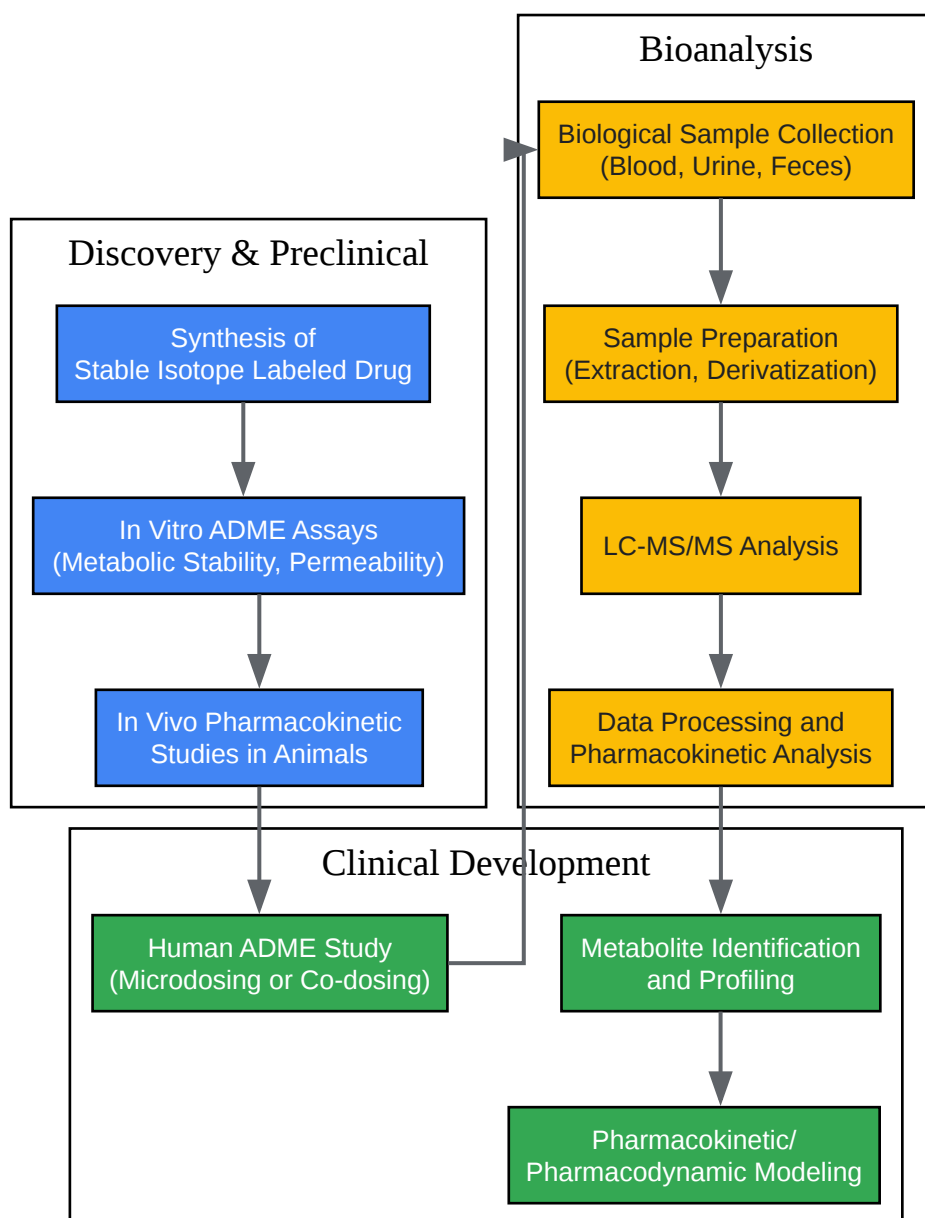 Discovery & Preclinical
Synthesis of
Stable Isotope Labeled Drug
In Vitro ADME Assays
(Metabolic Stability, Permeability)
In Vivo Pharmacokinetic
Studies in Animals
Bioanalysis
Biological Sample Collection
(Blood, Urine, Feces)
Sample Preparation
(Extraction, Derivatization)
LC-MS/MS Analysis
Data Processing and
Pharmacokinetic Analysis
Clinical Development
Human ADME Study
(Microdosing or Co-dosing)
Metabolite Identification
and Profiling
Pharmacokinetic/
Pharmacodynamic Modeling